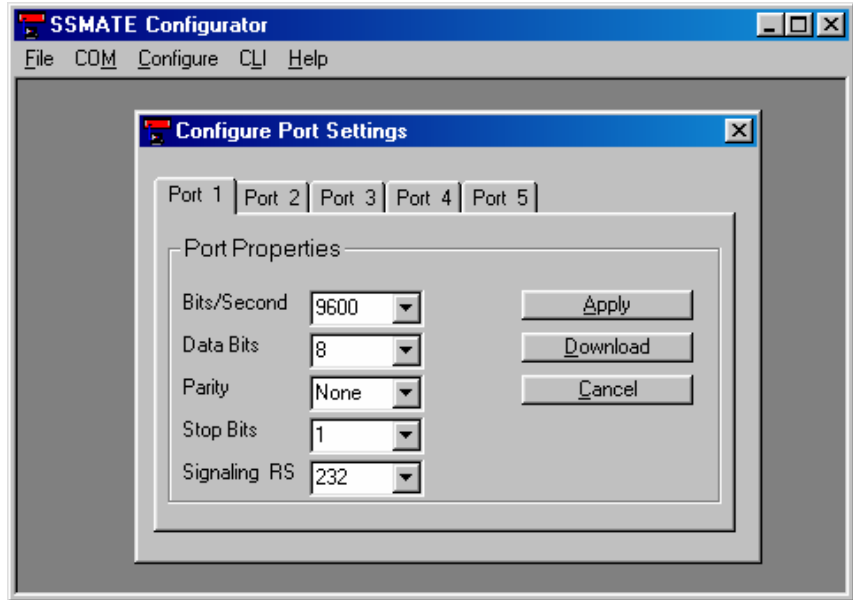 SSMATE Configurator
File COM Configure CLI Help
Configure Port Settings
Port 1 Port 2 Port 3 Port 4 Port 5
Port Properties
Bits/Second 9600 Apply
Data Bits 8 Download
Parity None Cancel
Stop Bits 1
Signaling RS 232